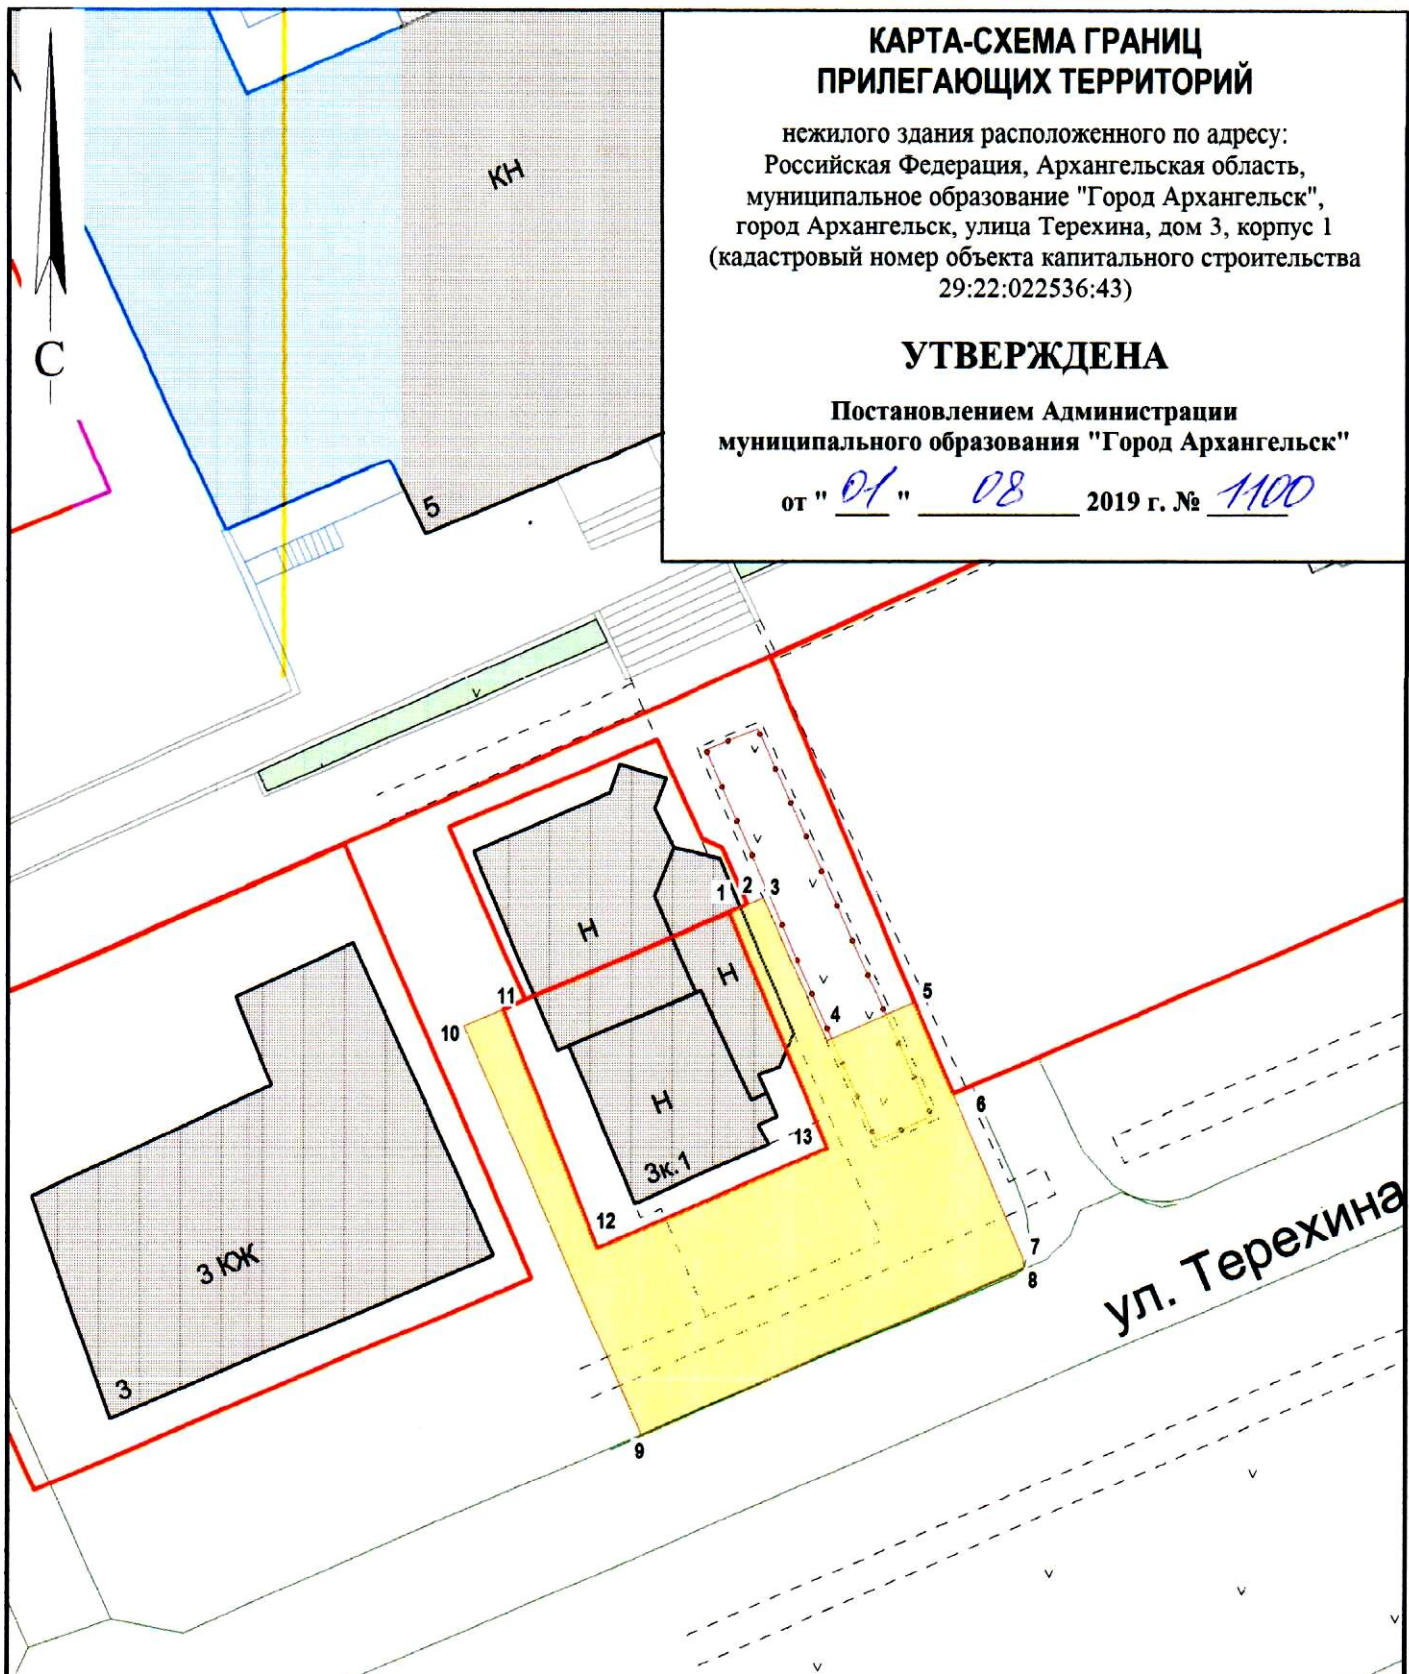 КАРТА-СХЕМА ГРАНИЦ
ПРИЛЕГАЮЩИХ ТЕРРИТОРИЙ
нежилого здания расположенного по адресу:
Российская Федерация, Архангельская область,
муниципальное образование "Город Архангельск",
город Архангельск, улица Терехина, дом 3, корпус 1
(кадастровый номер объекта капитального строительства
29:22:022536:43)
УТВЕРЖДЕНА
Постановлением Администрации
муниципального образования "Город Архангельск"
от " 01 " 08 2019 г. № 1100
С
КН
5
1
2
3
Н
Н
11
10
4
5
6
Н
13
3к.1
12
3 КЖ
3
7
8
9
ул. Терехина